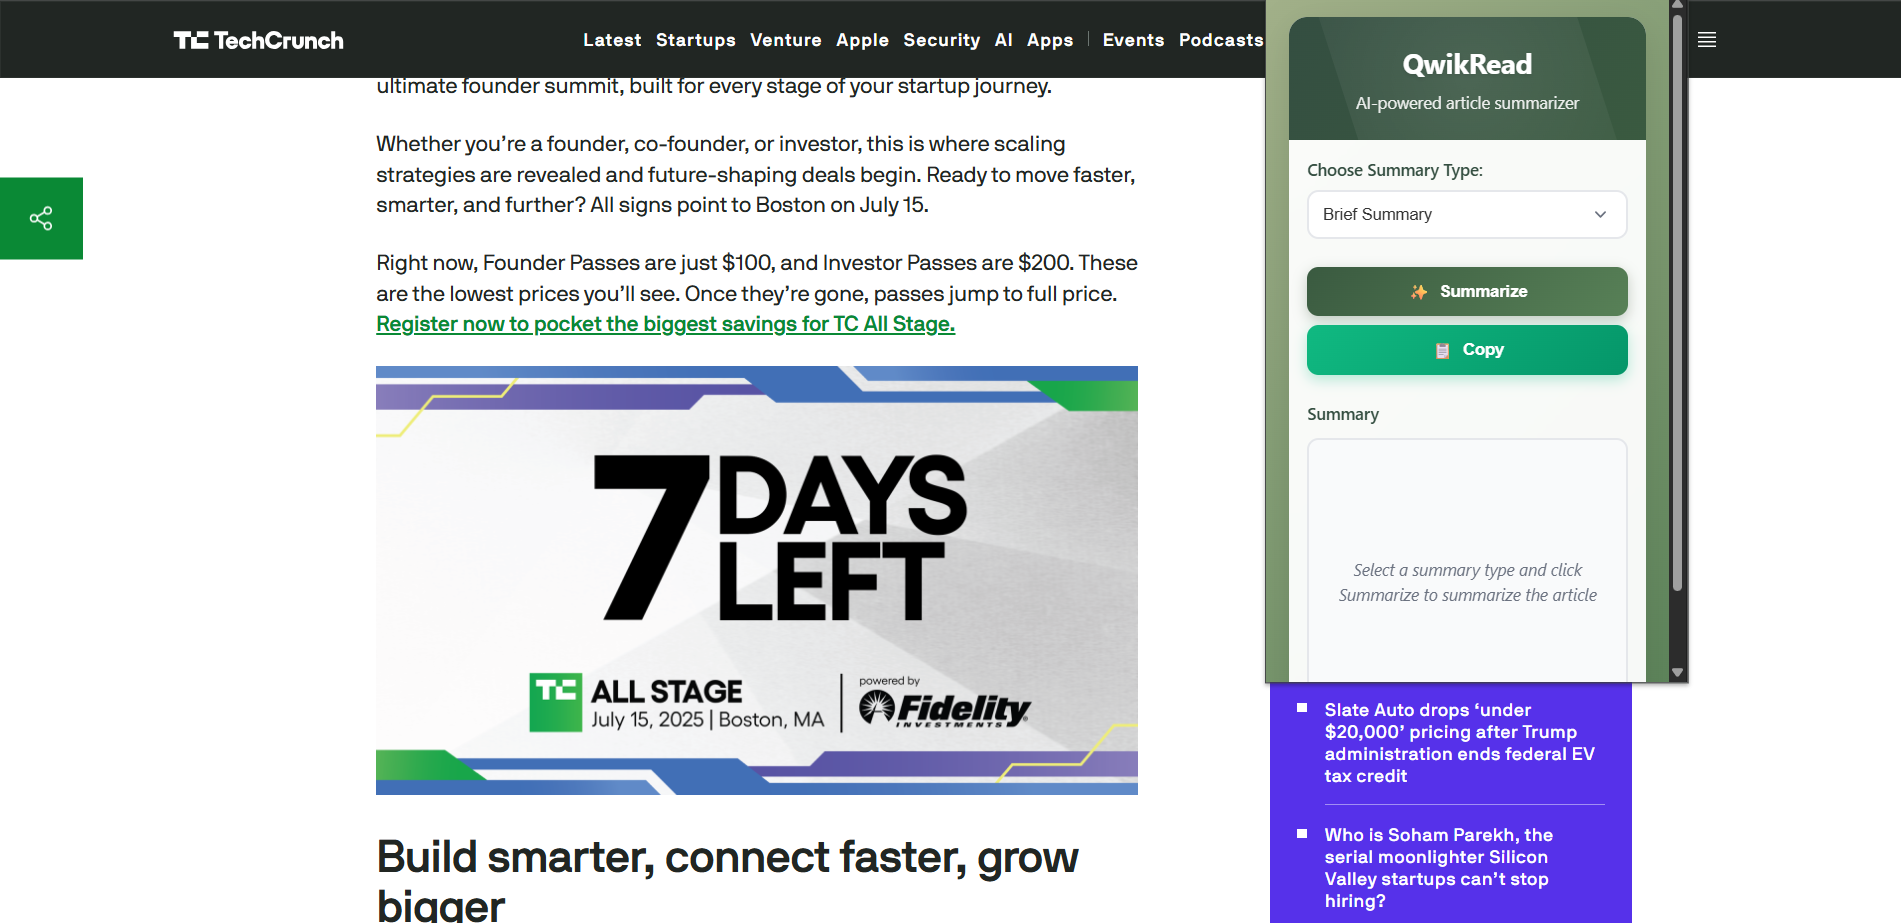 TechCrunch
Latest Startups Venture Apple Security AI Apps Events Podcasts
ultimate founder summit, built for every stage of your startup journey.
Whether you’re a founder, co-founder, or investor, this is where scaling
strategies are revealed and future-shaping deals begin. Ready to move faster,
smarter, and further? All signs point to Boston on July 15.
Right now, Founder Passes are just $100, and Investor Passes are $200. These
are the lowest prices you’ll see. Once they’re gone, passes jump to full price.
Register now to pocket the biggest savings for TC All Stage.
7 DAYS
LEFT
TC ALL STAGE
July 15, 2025 | Boston, MA
powered by
Fidelity
INVESTMENTS
Build smarter, connect faster, grow
bigger
QwikRead
AI-powered article summarizer
Choose Summary Type:
Brief Summary
✨ Summarize
📋 Copy
Summary
Select a summary type and click
Summarize to summarize the article
Slate Auto drops ‘under
$20,000’ pricing after Trump
administration ends federal EV
tax credit
Who is Soham Parekh, the
serial moonlighter Silicon
Valley startups can’t stop
hiring?